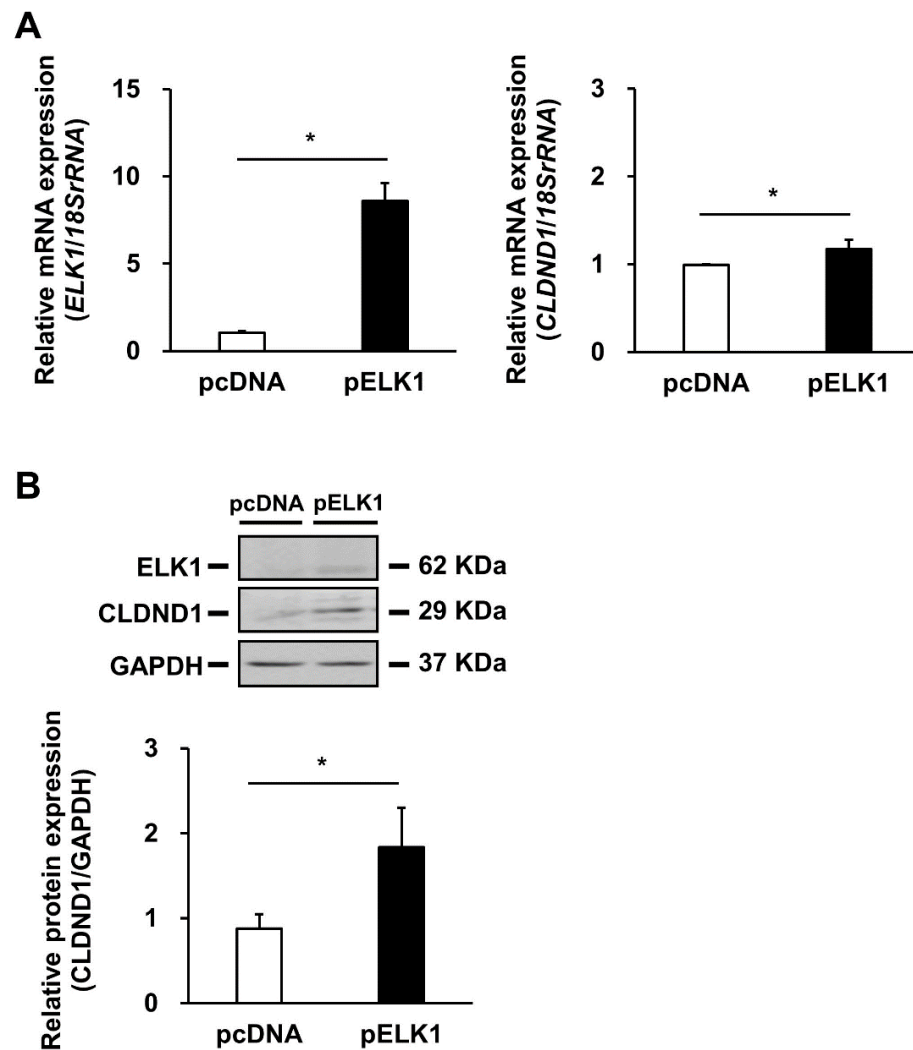 A
Relative mRNA expression
(ELK1/18SrRNA)
15
10
5
0
*
pcDNA
pELK1
Relative mRNA expression
(CLDND1/18SrRNA)
3
2
1
0
*
pcDNA
pELK1
B
pcDNA pELK1
ELK1 62 KDa
CLDND1 29 KDa
GAPDH 37 KDa
Relative protein expression
(CLDND1/GAPDH)
3
2
1
0
*
pcDNA
pELK1